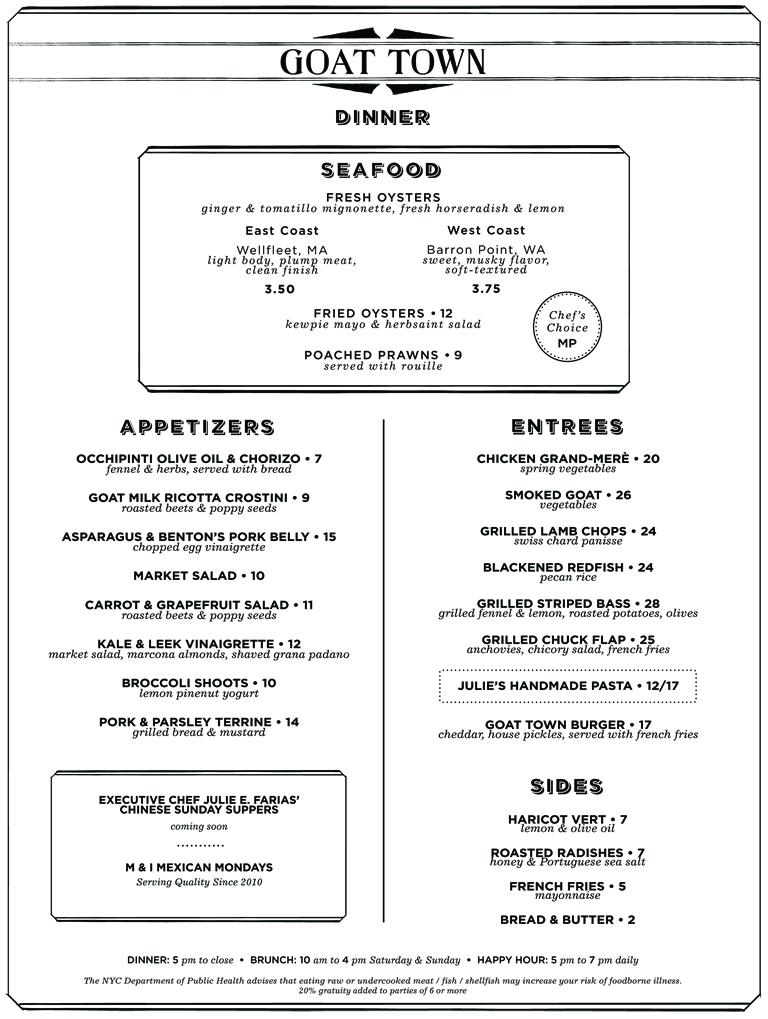 GOAT TOWN
DINNER
SEAFOOD
FRESH OYSTERS
ginger & tomatillo mignonette, fresh horseradish & lemon
East Coast
Wellfleet, MA
light body, plump meat,
clean finish
3.50
West Coast
Barron Point, WA
sweet, musky flavor,
soft-textured
3.75
FRIED OYSTERS • 12
kewpie mayo & herbsaint salad
POACHED PRAWNS • 9
served with rouille
Chef's
Choice
MP
APPETIZERS
OCCHIPINTI OLIVE OIL & CHORIZO • 7
fennel & herbs, served with bread
GOAT MILK RICOTTA CROSTINI • 9
roasted beets & poppy seeds
ASPARAGUS & BENTON'S PORK BELLY • 15
chopped egg vinaigrette
MARKET SALAD • 10
CARROT & GRAPEFRUIT SALAD • 11
roasted beets & poppy seeds
KALE & LEEK VINAIGRETTE • 12
market salad, marcona almonds, shaved grana padano
BROCCOLI SHOOTS • 10
lemon pinenut yogurt
PORK & PARSLEY TERRINE • 14
grilled bread & mustard
EXECUTIVE CHEF JULIE E. FARIAS'
CHINESE SUNDAY SUPPERS
coming soon
M & I MEXICAN MONDAYS
Serving Quality Since 2010
ENTREES
CHICKEN GRAND-MERÈ • 20
spring vegetables
SMOKED GOAT • 26
vegetables
GRILLED LAMB CHOPS • 24
swiss chard panisse
BLACKENED REDFISH • 24
pecan rice
GRILLED STRIPED BASS • 28
grilled fennel & lemon, roasted potatoes, olives
GRILLED CHUCK FLAP • 25
anchovies, chicory salad, french fries
JULIE'S HANDMADE PASTA • 12/17
GOAT TOWN BURGER • 17
cheddar, house pickles, served with french fries
SIDES
HARICOT VERT • 7
lemon & olive oil
ROASTED RADISHES • 7
honey & Portuguese sea salt
FRENCH FRIES • 5
mayonnaise
BREAD & BUTTER • 2
DINNER: 5 pm to close • BRUNCH: 10 am to 4 pm Saturday & Sunday • HAPPY HOUR: 5 pm to 7 pm daily
The NYC Department of Public Health advises that eating raw or undercooked meat / fish / shellfish may increase your risk of foodborne illness.
20% gratuity added to parties of 6 or more